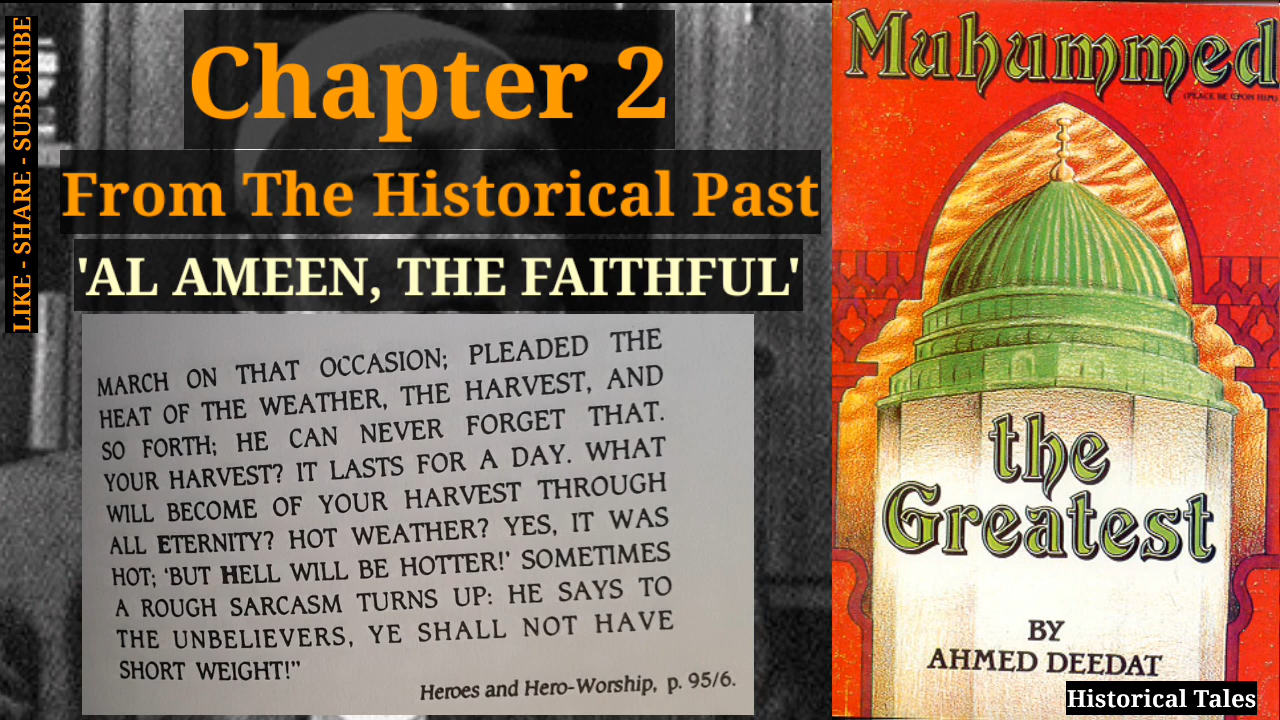 LIKE - SHARE - SUBSCRIBE
Chapter 2
From The Historical Past
'AL AMEEN, THE FAITHFUL'
MARCH ON THAT OCCASION; PLEADED THE
HEAT OF THE WEATHER, THE HARVEST, AND
SO FORTH; HE CAN NEVER FORGET THAT.
YOUR HARVEST? IT LASTS FOR A DAY. WHAT
WILL BECOME OF YOUR HARVEST THROUGH
ALL ETERNITY? HOT WEATHER? YES, IT WAS
HOT; 'BUT HELL WILL BE HOTTER!' SOMETIMES
A ROUGH SARCASM TURNS UP: HE SAYS TO
THE UNBELIEVERS, YE SHALL NOT HAVE
SHORT WEIGHT!"
Heroes and Hero-Worship, p. 95/6.
Muhummed
(PEACE BE UPON HIM)
the
Greatest
BY
AHMED DEEDAT
Historical Tales